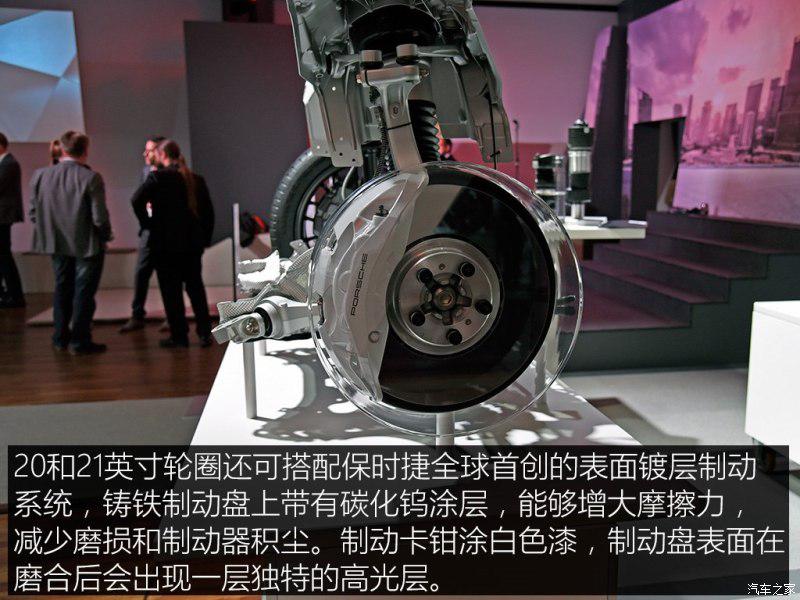 PORSCHE
20和21英寸轮圈还可搭配保时捷全球首创的表面镀层制动
系统，铸铁制动盘上带有碳化钨涂层，能够增大摩擦力，
减少磨损和制动器积尘。制动卡钳涂白色漆，制动盘表面在
磨合后会出现一层独特的高光层。
汽车之家